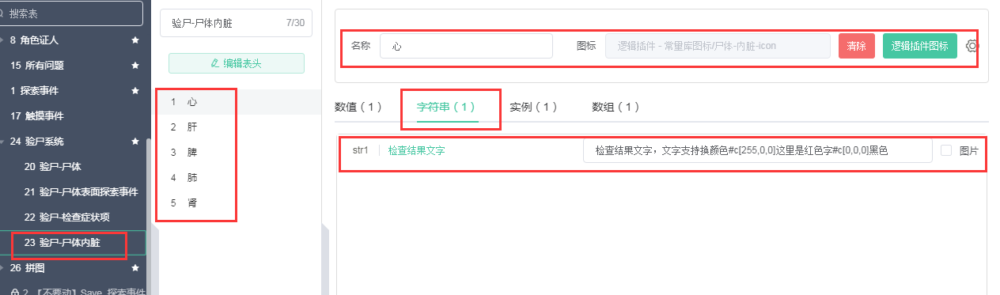 搜索表
8 角色证人
15 所有问题
1 探索事件
17 触摸事件
24 验尸系统
20 验尸-尸体
21 验尸-尸体表面探索事件
22 验尸-检查症状项
23 验尸-尸体内脏
26 拼图
2 【不要动】Save_探索事件
验尸-尸体内脏 7/30
编辑表头
1 心
2 肝
3 脾
4 肺
5 肾
名称 心 图标 逻辑插件 - 常量库图标/尸体-内脏-icon 清除 逻辑插件图标
数值（1） 字符串（1） 实例（1） 数组（1）
str1 检查结果文字 检查结果文字，文字支持换颜色#c[255,0,0]这里是红色字#c[0,0,0]黑色 图片